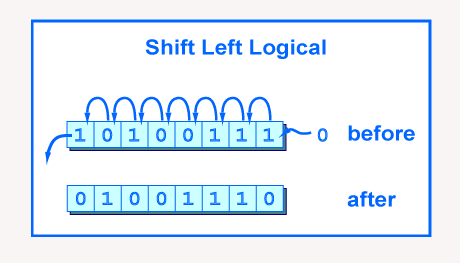 Shift Left Logical
1 0 1 0 0 1 1 1 0 before
0 1 0 0 1 1 1 0 after